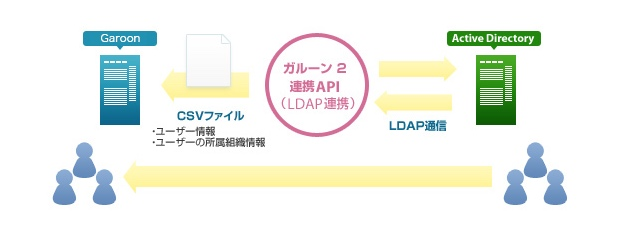 Garoon
Active Directory
ガルーン 2
連携API
（LDAP連携）
CSVファイル
・ユーザー情報
・ユーザーの所属組織情報
LDAP通信